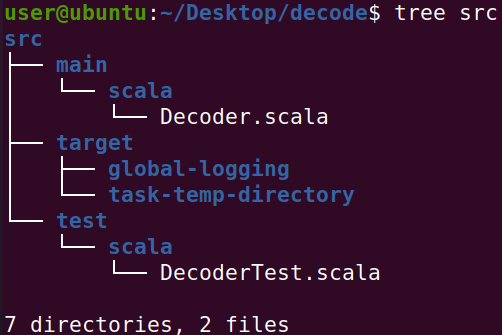 user@ubuntu:~/Desktop/decode$ tree src
src
├── main
│   └── scala
│       └── Decoder.scala
├── target
│   ├── global-logging
│   └── task-temp-directory
└── test
    └── scala
        └── DecoderTest.scala
7 directories, 2 files